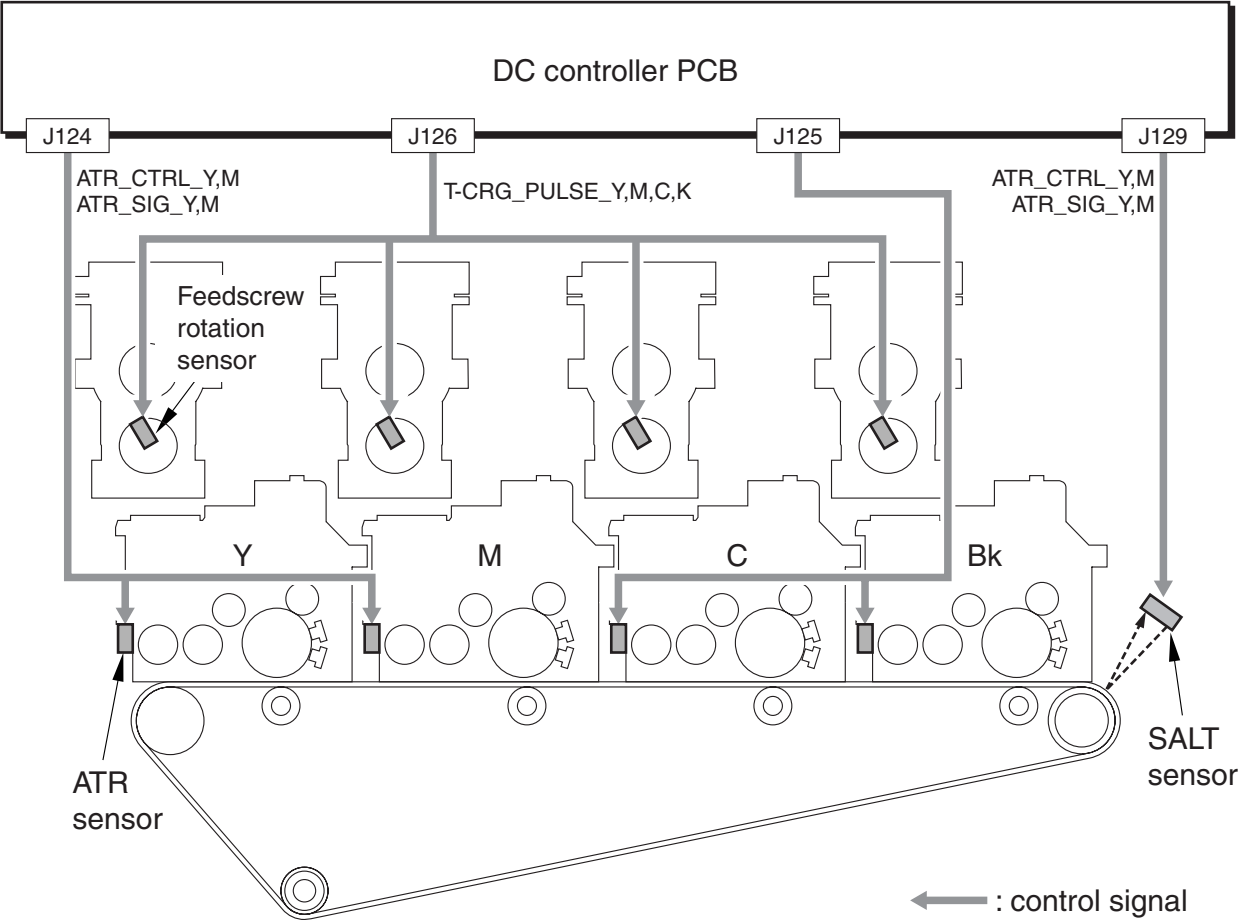 DC controller PCB
J124
J126
J125
J129
ATR_CTRL_Y,M
ATR_SIG_Y,M
T-CRG_PULSE_Y,M,C,K
ATR_CTRL_Y,M
ATR_SIG_Y,M
Feedscrew
rotation
sensor
Y
M
C
Bk
ATR
sensor
SALT
sensor
: control signal